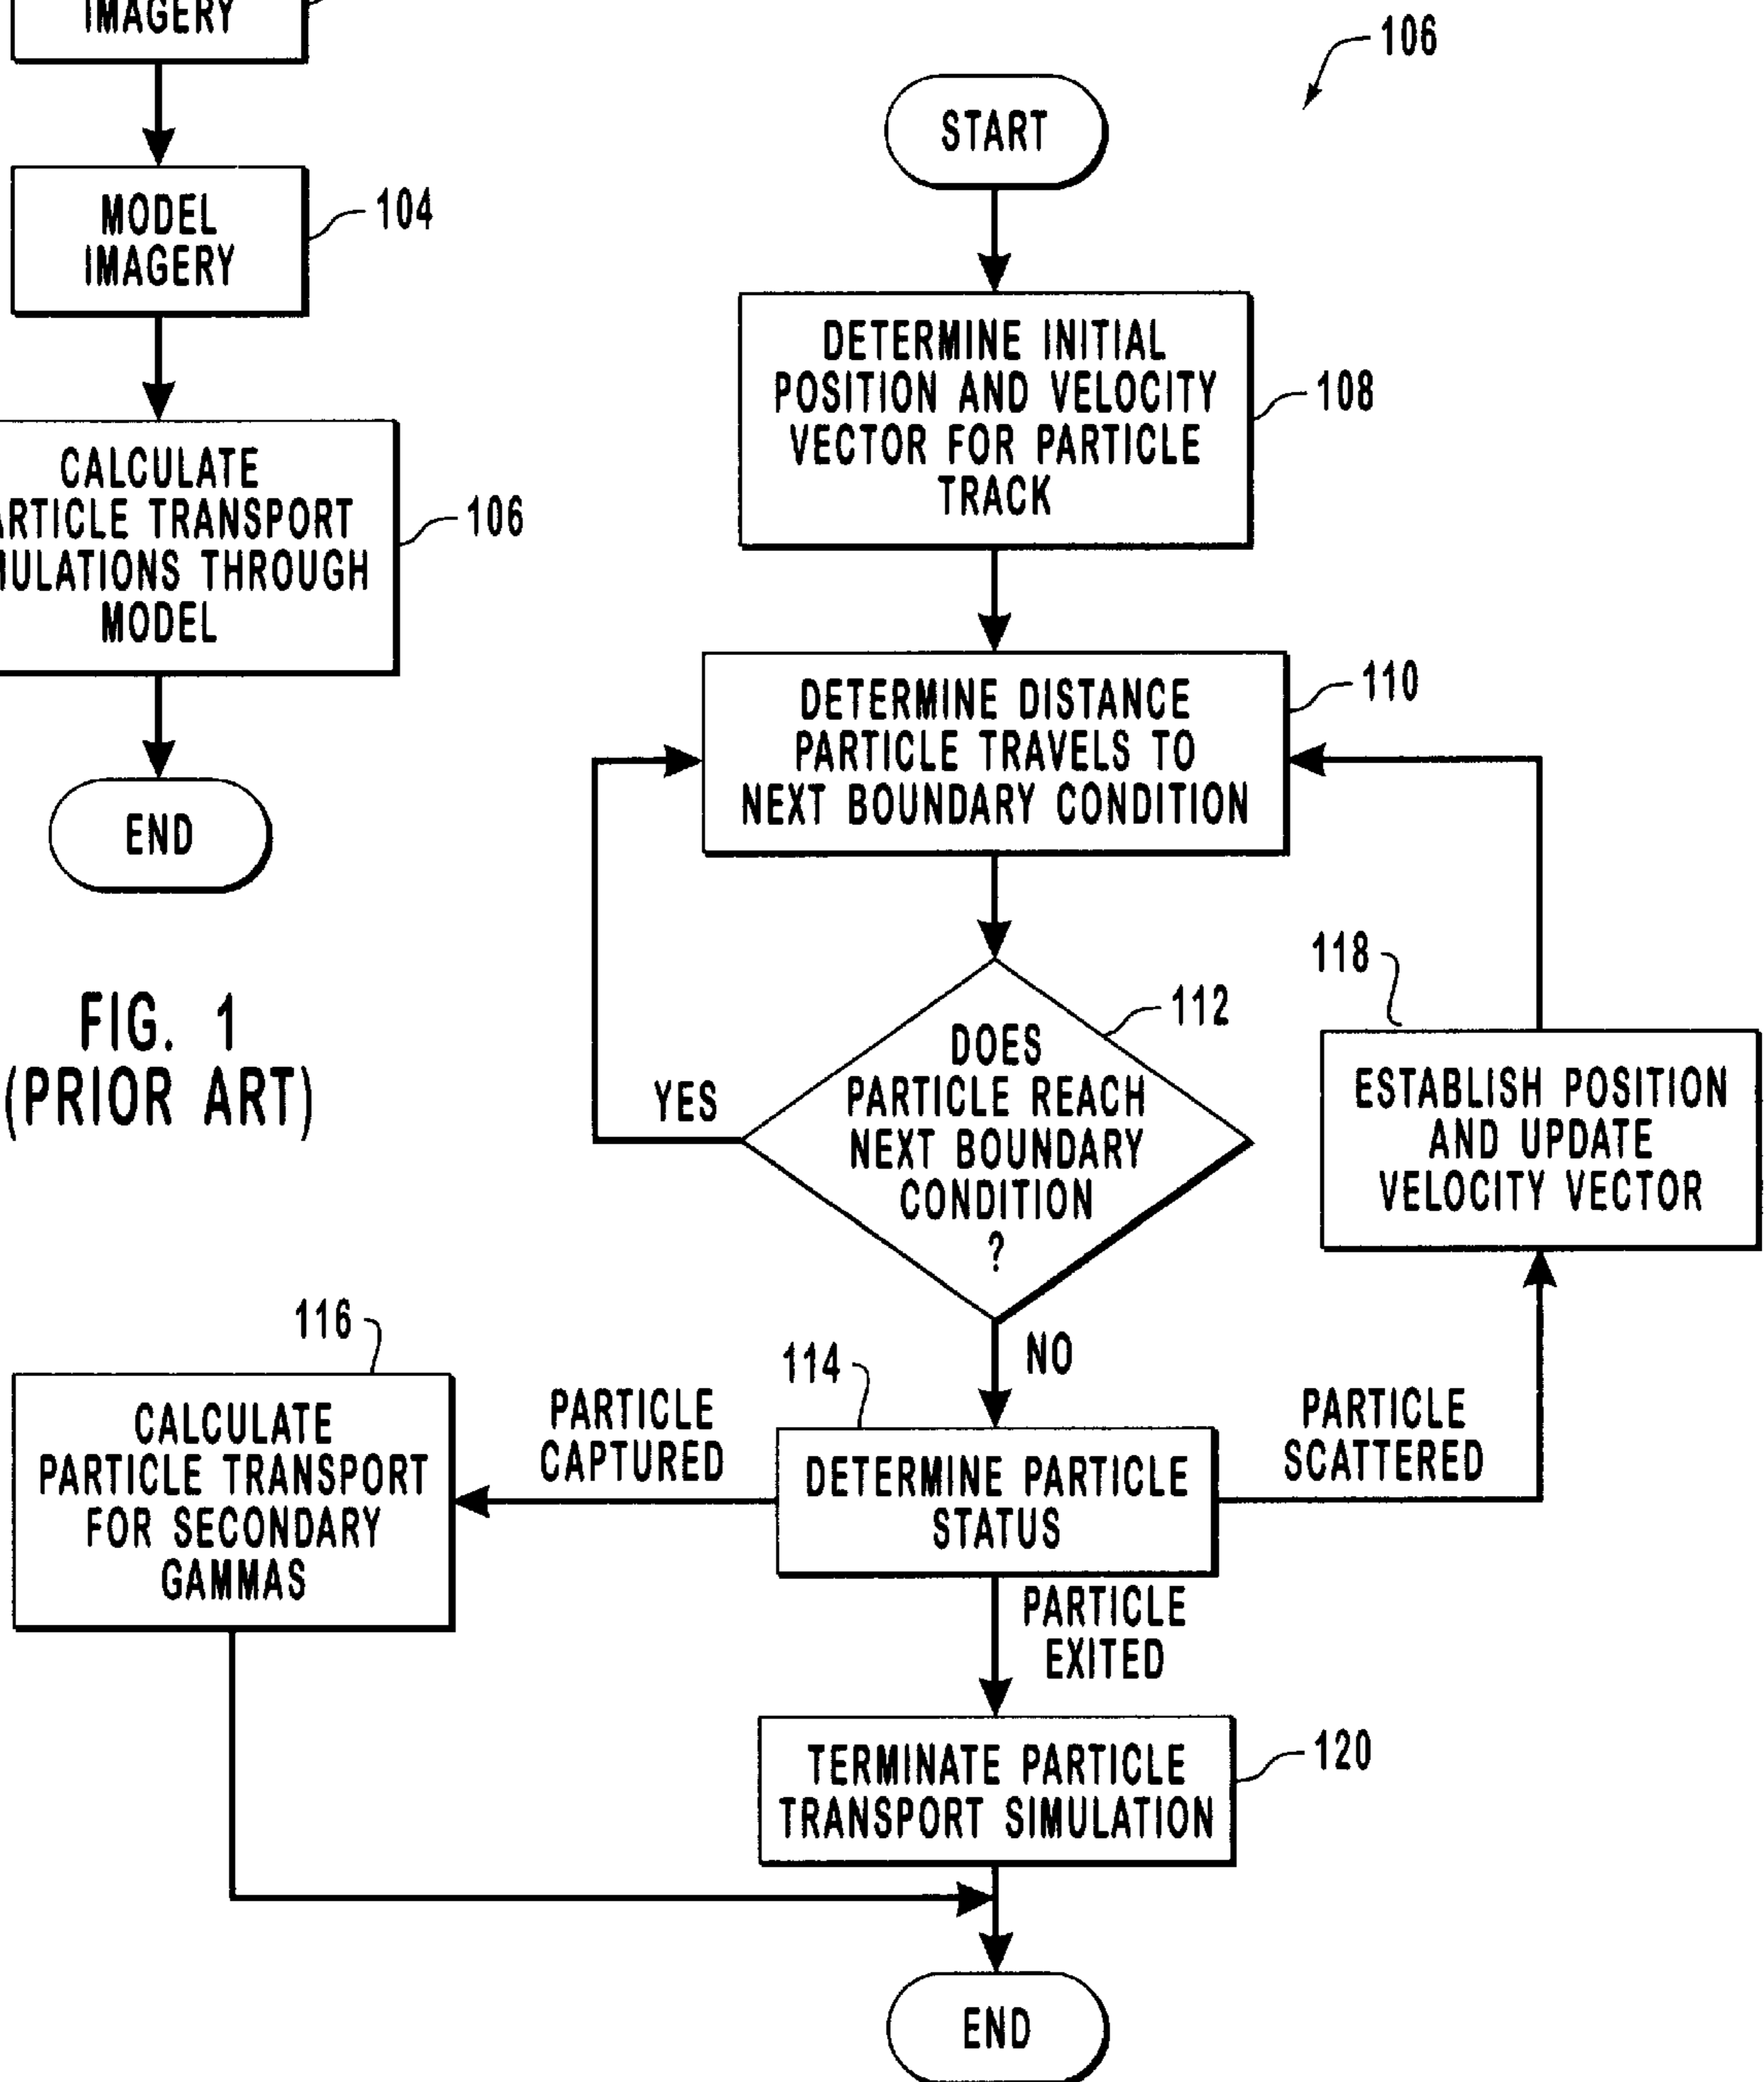 IMAGERY
MODEL
IMAGERY
104
CALCULATE
ARTICLE TRANSPORT
MULATIONS THROUGH
MODEL
106
END
FIG. 1
(PRIOR ART)
106
START
DETERMINE INITIAL
POSITION AND VELOCITY
VECTOR FOR PARTICLE
TRACK
108
DETERMINE DISTANCE
PARTICLE TRAVELS TO
NEXT BOUNDARY CONDITION
110
DOES
PARTICLE REACH
NEXT BOUNDARY
CONDITION
?
112
YES
NO
118
ESTABLISH POSITION
AND UPDATE
VELOCITY VECTOR
116
CALCULATE
PARTICLE TRANSPORT
FOR SECONDARY
GAMMAS
PARTICLE
CAPTURED
114
DETERMINE PARTICLE
STATUS
PARTICLE
SCATTERED
PARTICLE
EXITED
TERMINATE PARTICLE
TRANSPORT SIMULATION
120
END